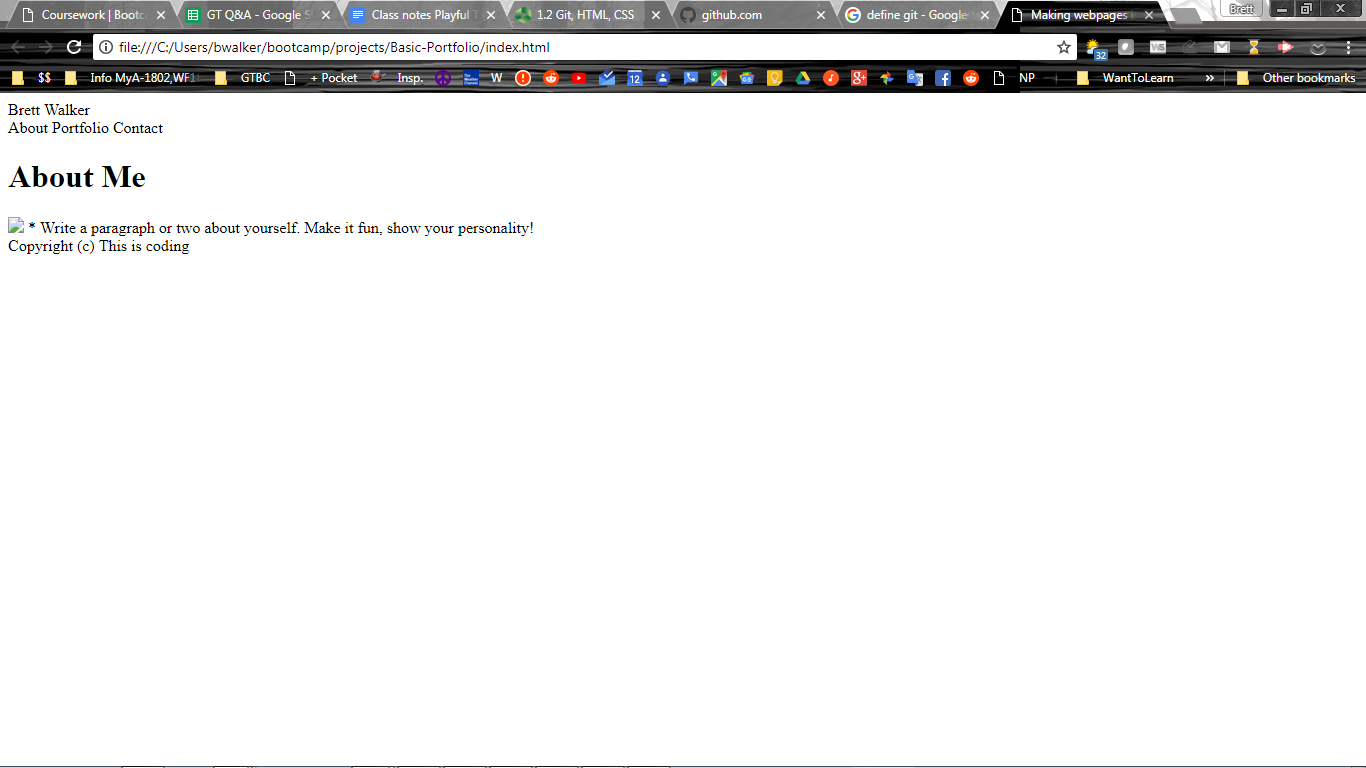 Coursework | Bootc
GT Q&A - Google S
Class notes Playful T
1.2 Git, HTML, CSS
github.com
define git - Google
Making webpages
Brett
file:///C:/Users/bwalker/bootcamp/projects/Basic-Portfolio/index.html
WS
32
$$
Info MyA-1802,WF1
GTBC
+ Pocket
Insp.
W
12
NP
WantToLearn
»
Other bookmarks
Brett Walker
About Portfolio Contact
About Me
* Write a paragraph or two about yourself. Make it fun, show your personality!
Copyright (c) This is coding